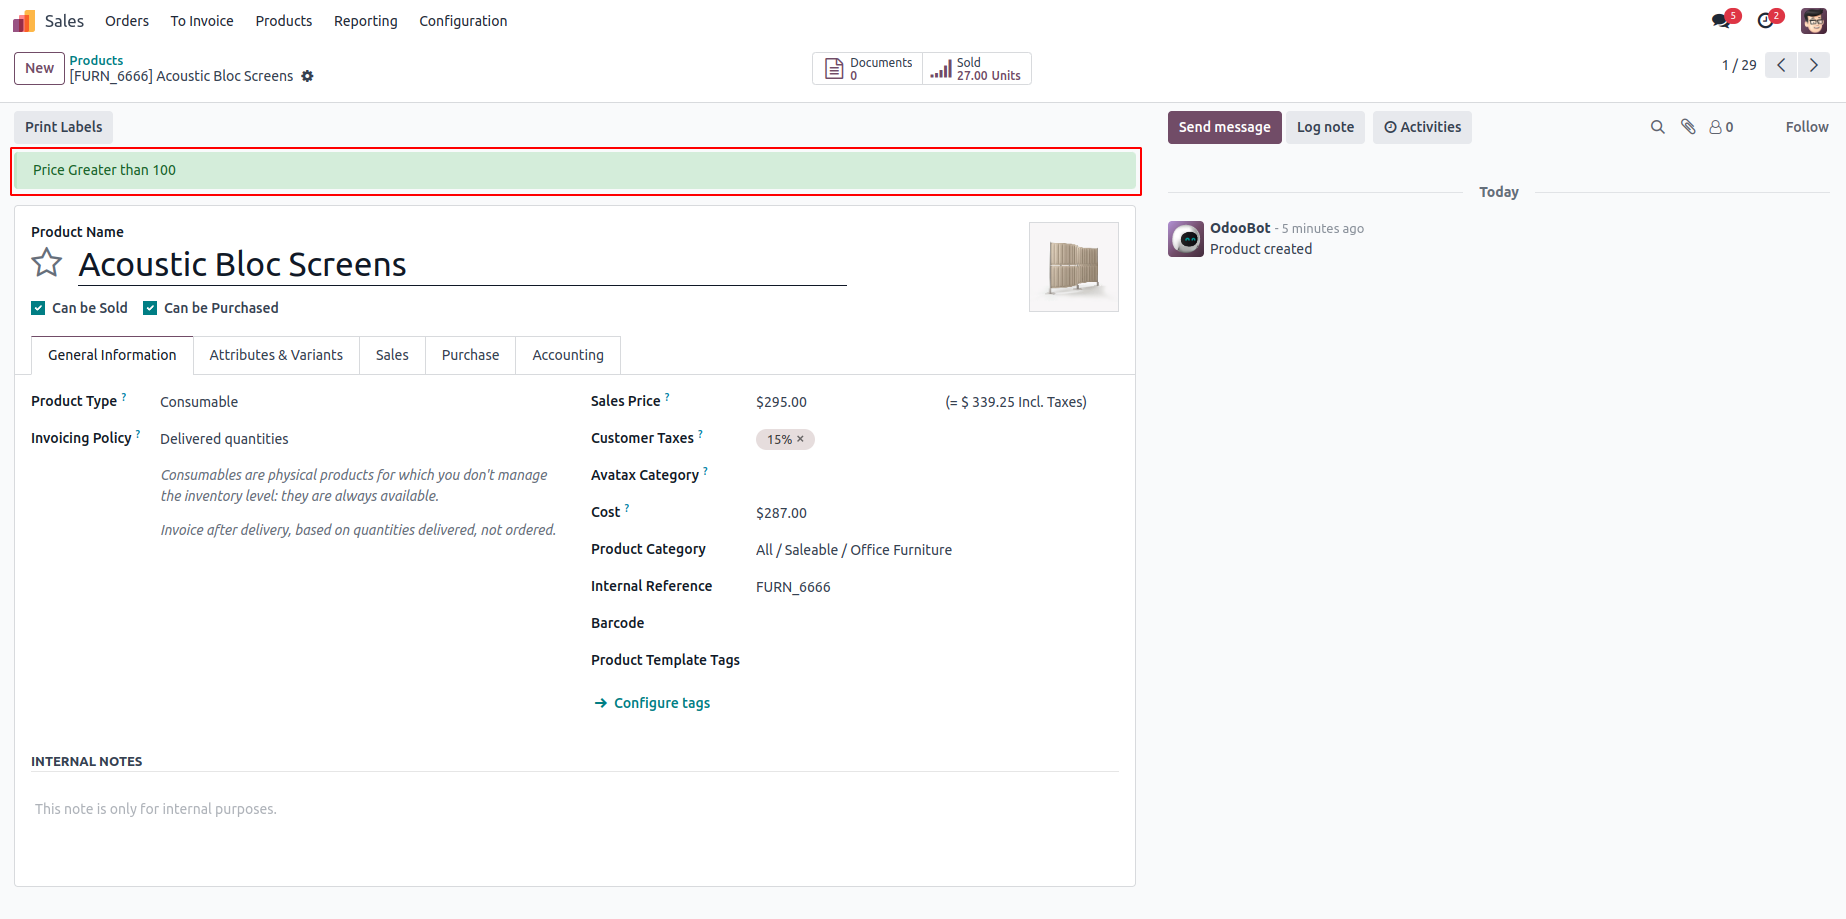 Sales Orders To Invoice Products Reporting Configuration 5 2
New Products
[FURN_6666] Acoustic Bloc Screens
Documents
0
Sold
27.00 Units
1 / 29
Print Labels
Send message Log note Activities 0 Follow
Price Greater than 100
Today
OdooBot - 5 minutes ago
Product created
Product Name
Acoustic Bloc Screens
Can be Sold Can be Purchased
General Information Attributes & Variants Sales Purchase Accounting
Product Type ? Consumable
Invoicing Policy ? Delivered quantities
Consumables are physical products for which you don't manage
the inventory level: they are always available.
Invoice after delivery, based on quantities delivered, not ordered.
Sales Price ? $295.00 (= $ 339.25 Incl. Taxes)
Customer Taxes ? 15% ×
Avatax Category ?
Cost ? $287.00
Product Category All / Saleable / Office Furniture
Internal Reference FURN_6666
Barcode
Product Template Tags
→ Configure tags
INTERNAL NOTES
This note is only for internal purposes.